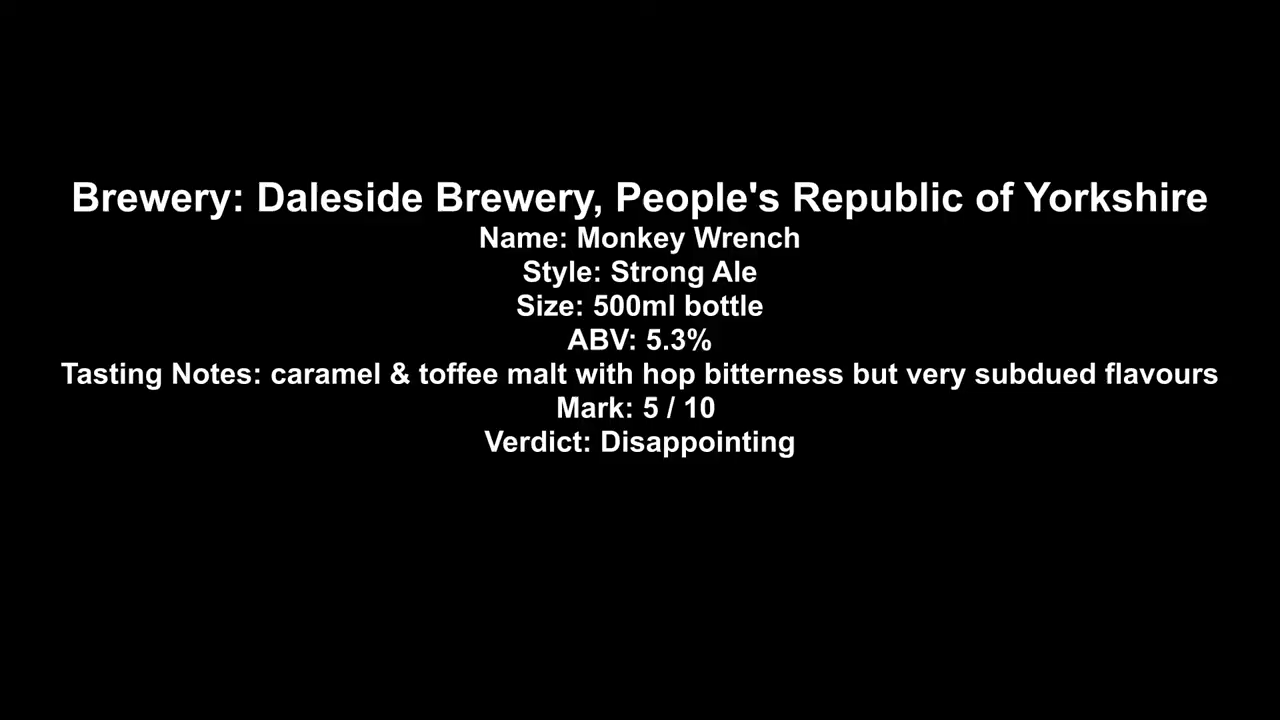 Brewery: Daleside Brewery, People's Republic of Yorkshire
Name: Monkey Wrench
Style: Strong Ale
Size: 500ml bottle
ABV: 5.3%
Tasting Notes: caramel & toffee malt with hop bitterness but very subdued flavours
Mark: 5 / 10
Verdict: Disappointing